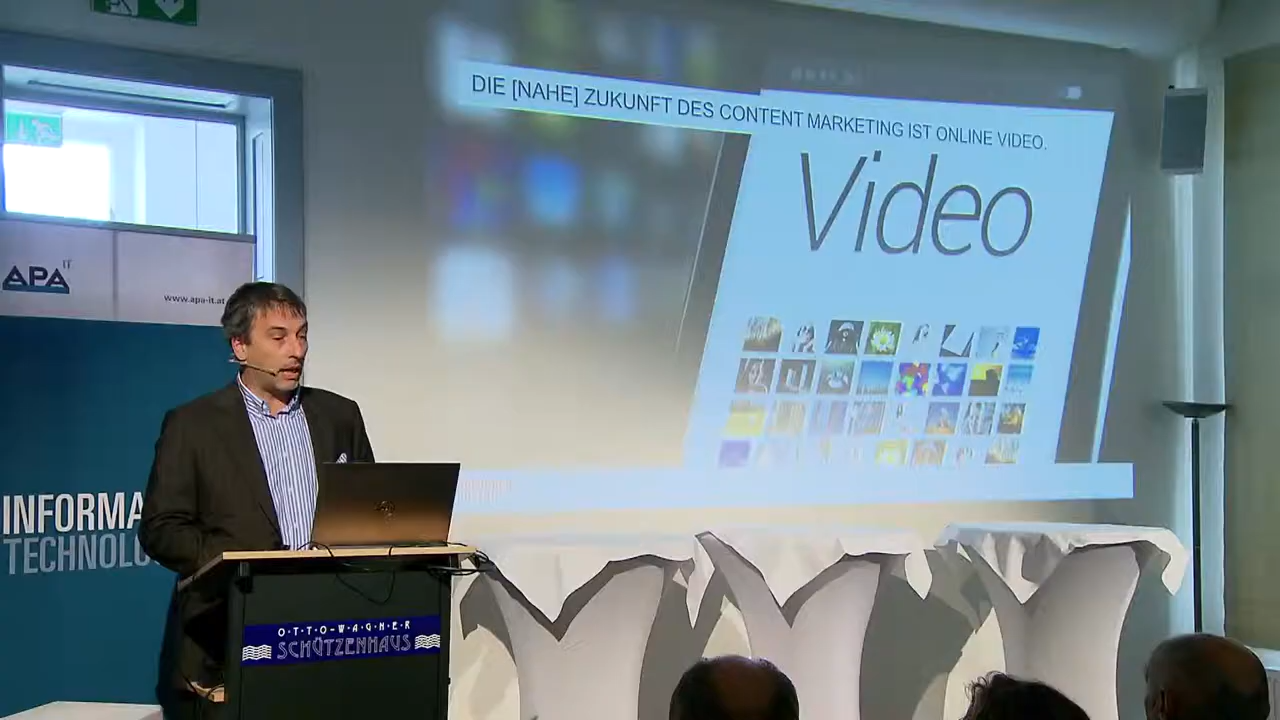 DIE [NAHE] ZUKUNFT DES CONTENT MARKETING IST ONLINE VIDEO.
Video
APA IT
www.apa-it.at
INFORMA
TECHNOLO
OTTO-WAGNER
SCHÜTZENHAUS